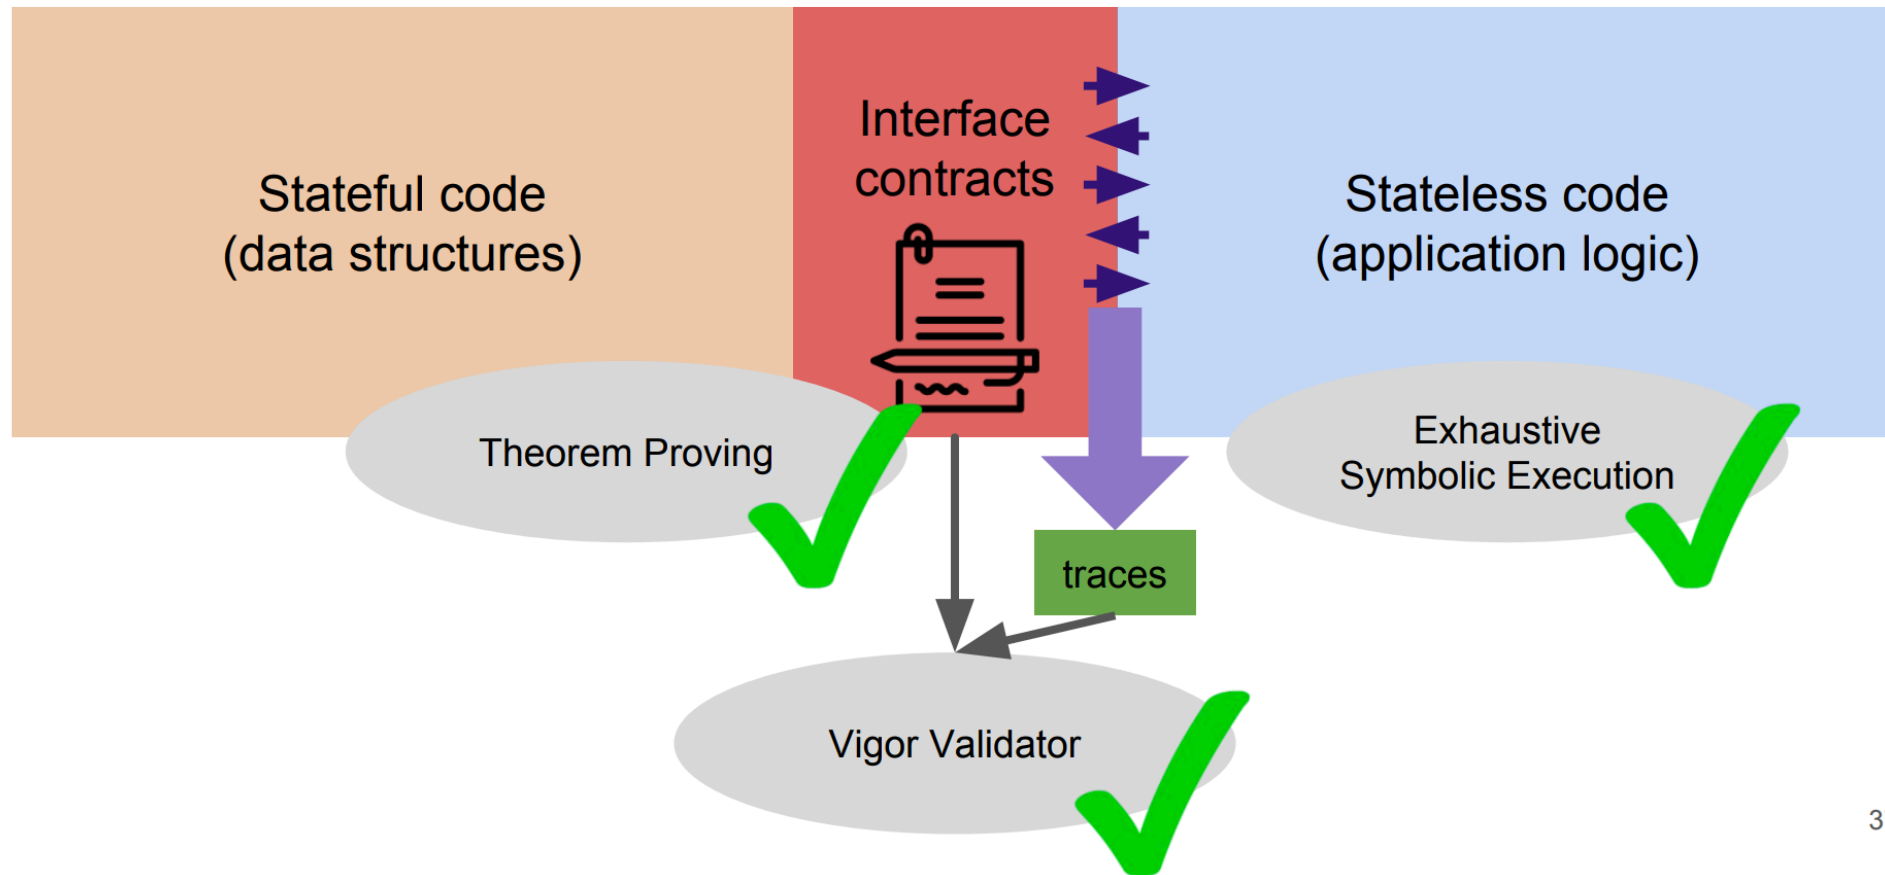 Stateful code
(data structures)
Interface
contracts
Stateless code
(application logic)
Theorem Proving
Exhaustive
Symbolic Execution
traces
Vigor Validator
3